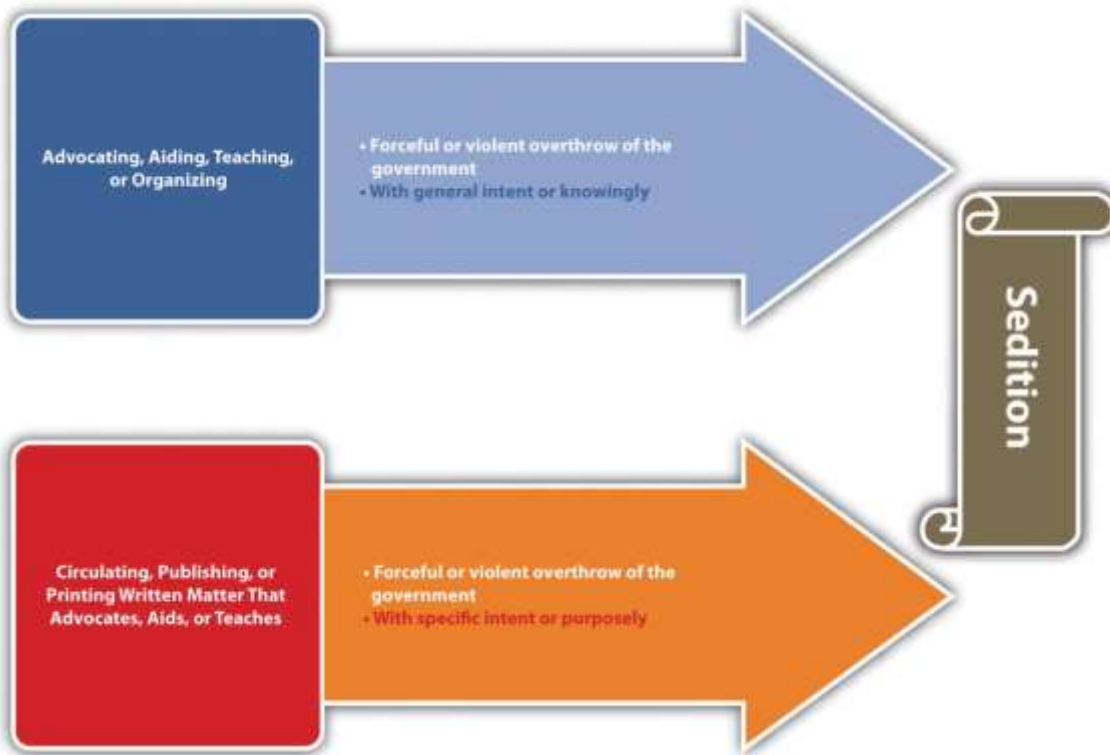 Advocating, Aiding, Teaching,
or Organizing
• Forceful or violent overthrow of the
government
• With general intent or knowingly
Sedition
Circulating, Publishing, or
Printing Written Matter That
Advocates, Aids, or Teaches
• Forceful or violent overthrow of the
government
• With specific intent or purposely